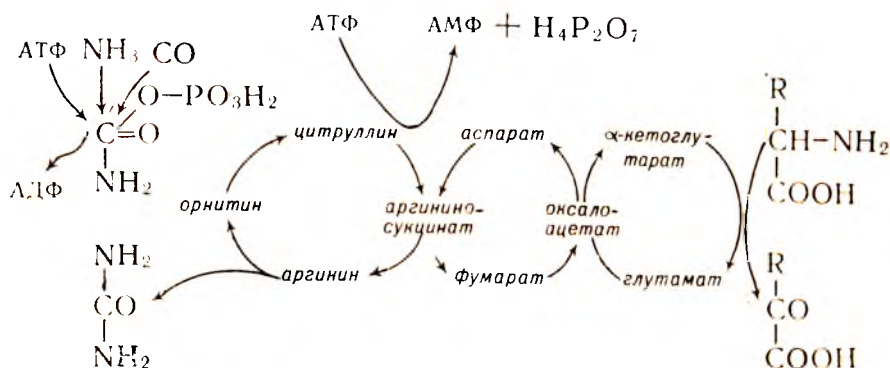 АТФ NH3 CO
O—PO3H2
C=O
NH2
АДФ
АТФ
АМФ + H4P2O7
цитруллин
аспарат
α-кетоглу-
тарат
орнитин
аргинино-
сукцинат
оксало-
ацетат
аргинин
фумарат
глутамат
NH2
CO
NH2
R
CH—NH2
COOH
R
CO
COOH